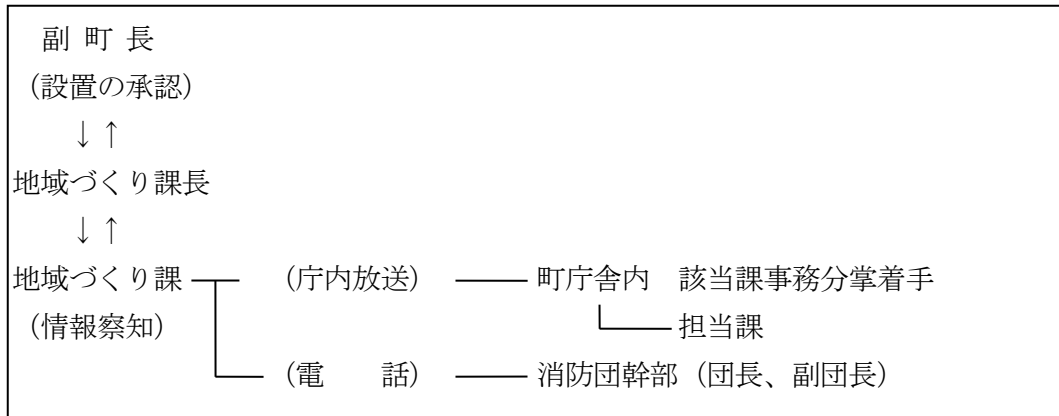 副 町 長
(設置の承認)
↓ ↑
地域づくり課長
↓ ↑
地域づくり課 (庁内放送) 町庁舎内 該当課事務分掌着手
(情報察知) 担当課
(電 話) 消防団幹部(団長、副団長)